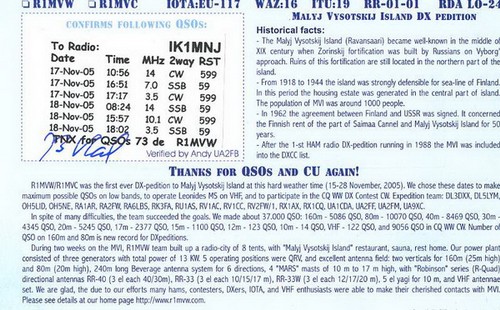 R1MVW R1MVC IOTA:EU-117 WAZ:16 ITU:19 RR-01-01 RDA LO-24
MALYJ VYSOTSKIJ ISLAND DX PEDITION
CONFIRMS FOLLOWING QSOS:
To Radio: IK1MNJ
Date Time MHz 2way RST
17-Nov-05 10:56 14 CW 599
17-Nov-05 16:51 7.0 SSB 59
17-Nov-05 17:17 3.5 CW 599
18-Nov-05 08:24 14 SSB 59
18-Nov-05 15:57 10.1 CW 599
18-Nov-05 18:02 3.5 SSB 59
TNX for QSOs 73 de R1MVW
Verified by Andy UA2FB
Historical facts:
- The Malyj Vysotskij Island (Ravansaari) became well-known in the middle of
XIX century when Zorinskij fortification was built by Russians on Vyborg'
approach. Ruins of this fortification are still located in the northern part of the
island.
- From 1918 to 1944 the island was strongly defensible for sea-line of Finland.
In this period the housing estate was generated in the central part of island.
The population of MVI was around 1000 people.
- In 1962 the agreement between Finland and USSR was signed. It concerned
the Finnish rent of the part of Saimaa Cannel and Malyj Vysotskij Island for 50
years.
- After the 1-st HAM radio DX-pedition running in 1988 the MVI was included
into the DXCC list.
THANKS FOR QSOS AND CU AGAIN!
R1MVW/R1MVC was the first ever DX-pedition to Malyj Vysotskij Island at this hard weather time (15-28 November, 2005). We chose these dates to make
maximum possible QSOs on low bands, to operate Leonides MS on VHF, and to participate in the CQ WW DX Contest CW. Expedition team: DL3DXX, DL5LYM,
OH5LID, OH5NE, RA1AR, RA2FW, RA6LBS, RK3FA, RU1AS, RV1AC, RV1CC, RV2FW/1, RX1AX, RX1CQ, UA1CDA, UA2FF, UA2FM, UA9XC.
In spite of many difficulties, the team succeeded the goals. We made about 37.000 QSO: 160m - 5086 QSO, 80m - 10070 QSO, 40m - 8469 QSO, 30m -
4345 QSO, 20m - 5245 QSO, 17m - 2377 QSO, 15m - 1100 QSO, 12m - 123 QSO, 10m - 14 QSO, VHF - 122 QSO, and 9056 QSO in CQ WW CW. Number of
QSO on 160m and 80m is new record for DXpeditions.
During two weeks on the MVI, R1MVW team built up a radio-city of 8 tents, with "Malyj Vysotskij Island" restaurant, sauna, rest home. Our power plant
consisted of three generators with total power of 13 KW. 5 operating positions were QRV, and excellent antenna field: two verticals for 160m (25m high)
and 80m (20m high), 240m long Beverage antenna system for 6 directions, 4 "MARS" masts of 10 m to 17 m high, with "Robinson" series (R-Quad)
directional antennas RR-40 (3 el each 40/30m), RR-33 (3 el each 10/15/17 m), RR-33W (3 el each 12/17/20 m), 5 el yagi for 10 m, and VHF antenna
set. We are glad, the due to our efforts many hams, contesters, DXers, IOTA, and VHF enthusiasts were able to make their cherished contacts with MVI.
Please see details at our home page http://www.r1mvw.com.